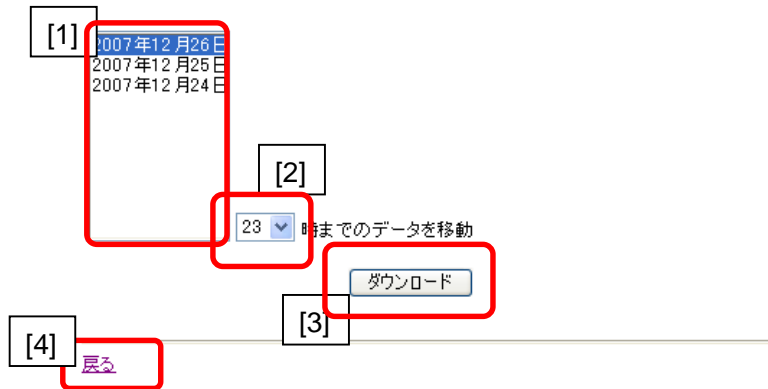 [1]
2007年12月26日
2007年12月25日
2007年12月24日
[2]
23 時までのデータを移動
ダウンロード
[3]
[4]
戻る